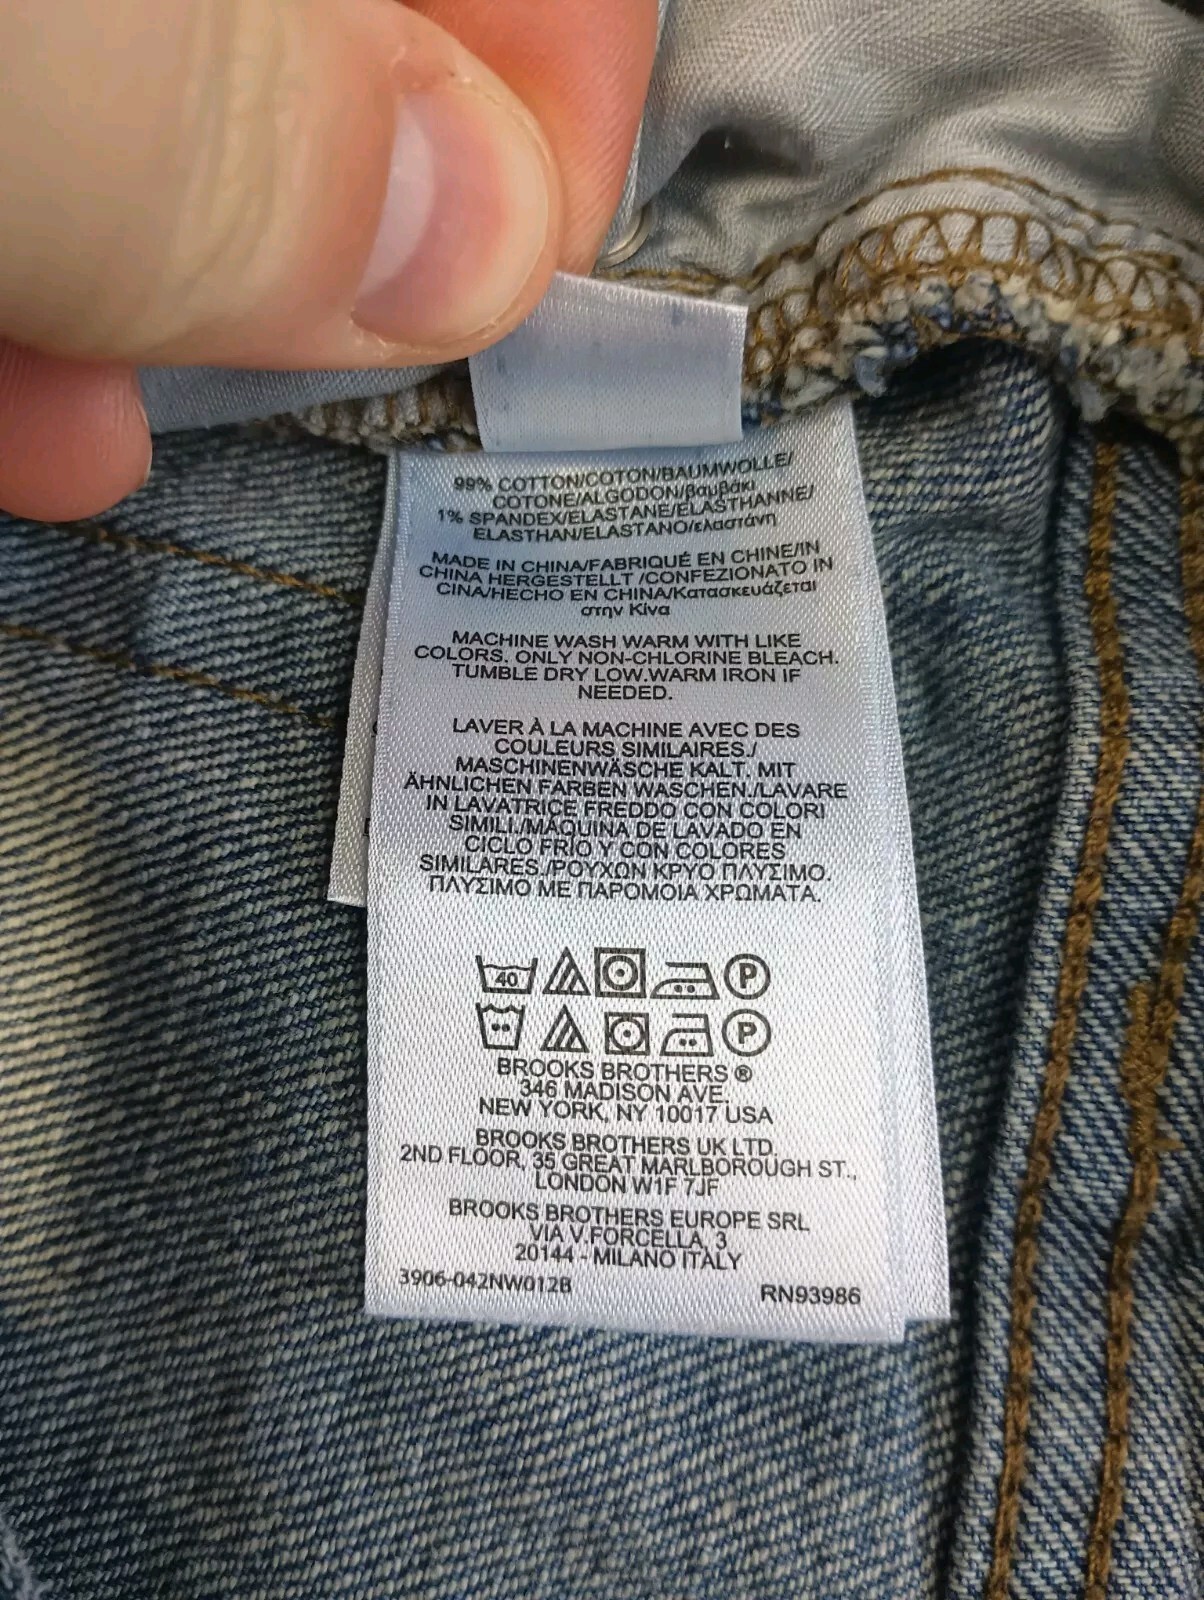 99% COTTON/COTON/BAUMWOLLE/
COTONE/ALGODON/βαμβάκι
1% SPANDEX/ELASTANE/ELASTHANNE/
ELASTHAN/ELASTANO/ελαστάνη
MADE IN CHINA/FABRIQUÉ EN CHINE/IN
CHINA HERGESTELLT /CONFEZIONATO IN
CINA/HECHO EN CHINA/Κατασκευάζεται
στην Κίνα
MACHINE WASH WARM WITH LIKE
COLORS. ONLY NON-CHLORINE BLEACH.
TUMBLE DRY LOW.WARM IRON IF
NEEDED.
LAVER À LA MACHINE AVEC DES
COULEURS SIMILAIRES./
MASCHINENWÄSCHE KALT. MIT
ÄHNLICHEN FARBEN WASCHEN./LAVARE
IN LAVATRICE FREDDO CON COLORI
SIMILI./MÁQUINA DE LAVADO EN
CICLO FRÍO Y CON COLORES
SIMILARES./ΡΟΥΧΩΝ ΚΡΥΟ ΠΛΥΣΙΜΟ.
ΠΛΥΣΙΜΟ ΜΕ ΠΑΡΟΜΟΙΑ ΧΡΩΜΑΤΑ.
40 P
P
BROOKS BROTHERS ®
346 MADISON AVE.
NEW YORK, NY 10017 USA
BROOKS BROTHERS UK LTD.
2ND FLOOR, 35 GREAT MARLBOROUGH ST.,
LONDON W1F 7JF
BROOKS BROTHERS EUROPE SRL
VIA V.FORCELLA, 3
20144 - MILANO ITALY
3906-042NW012B RN93986